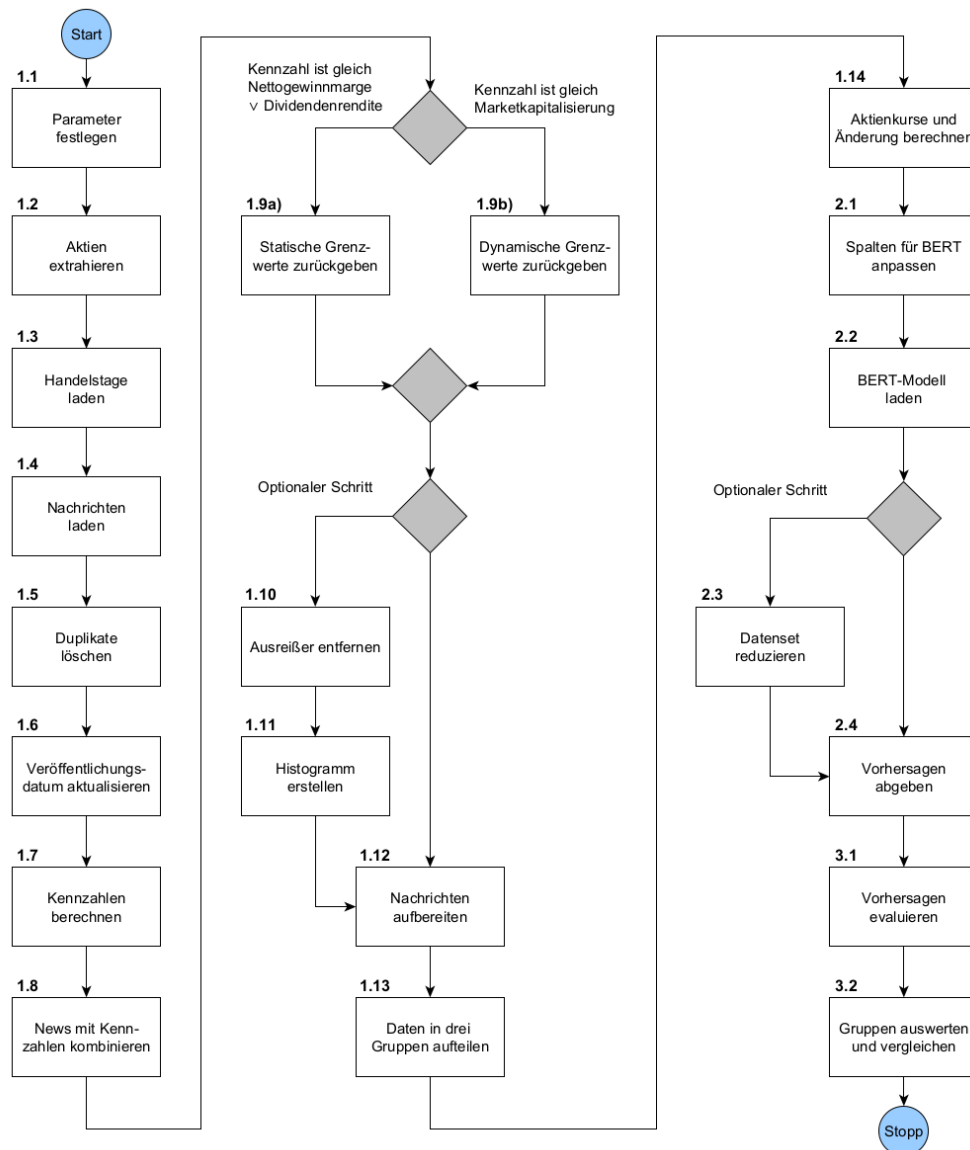 Start
1.1
Parameter
festlegen
1.2
Aktien
extrahieren
1.3
Handelstage
laden
1.4
Nachrichten
laden
1.5
Duplikate
löschen
1.6
Veröffentlichungs-
datum aktualisieren
1.7
Kennzahlen
berechnen
1.8
News mit Kenn-
zahlen kombinieren
Kennzahl ist gleich
Nettogewinnmarge
∨ Dividendenrendite
Kennzahl ist gleich
Marketkapitalisierung
1.9a)
Statische Grenz-
werte zurückgeben
1.9b)
Dynamische Grenz-
werte zurückgeben
Optionaler Schritt
1.10
Ausreißer entfernen
1.11
Histogramm
erstellen
1.12
Nachrichten
aufbereiten
1.13
Daten in drei
Gruppen aufteilen
1.14
Aktienkurse und
Änderung berechnen
2.1
Spalten für BERT
anpassen
2.2
BERT-Modell
laden
Optionaler Schritt
2.3
Datenset
reduzieren
2.4
Vorhersagen
abgeben
3.1
Vorhersagen
evaluieren
3.2
Gruppen auswerten
und vergleichen
Stopp